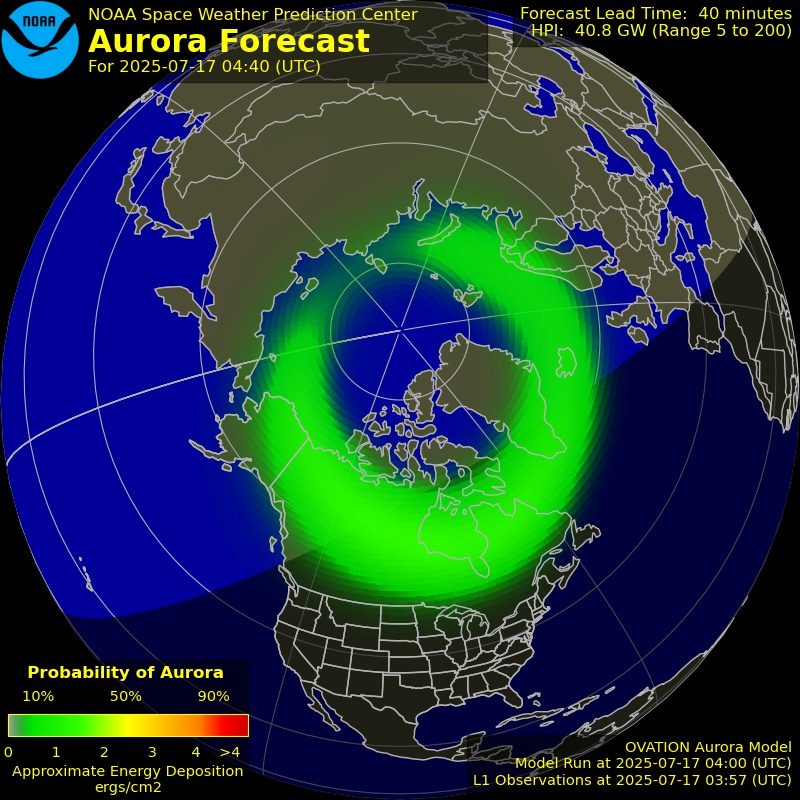 NOAA
NOAA Space Weather Prediction Center
Aurora Forecast
For 2025-07-17 04:40 (UTC)
Forecast Lead Time: 40 minutes
HPI: 40.8 GW (Range 5 to 200)
Probability of Aurora
10% 50% 90%
0 1 2 3 4 >4
Approximate Energy Deposition
ergs/cm2
OVATION Aurora Model
Model Run at 2025-07-17 04:00 (UTC)
L1 Observations at 2025-07-17 03:57 (UTC)